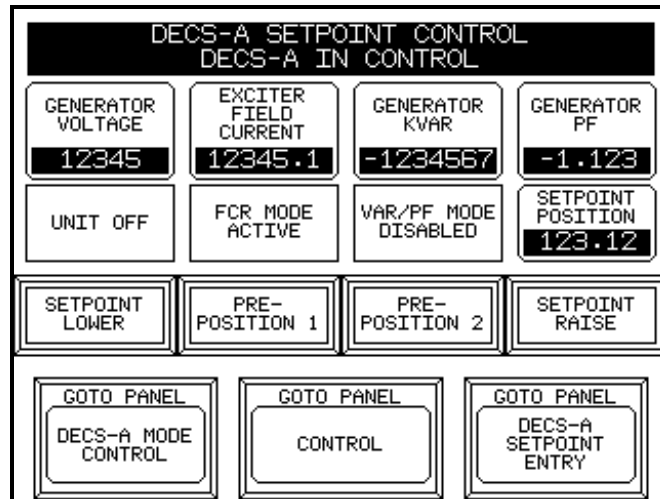 DECS-A SETPOINT CONTROL
DECS-A IN CONTROL
GENERATOR
VOLTAGE
12345
EXCITER
FIELD
CURRENT
12345.1
GENERATOR
KVAR
-1234567
GENERATOR
PF
-1.123
UNIT OFF
FCR MODE
ACTIVE
VAR/PF MODE
DISABLED
SETPOINT
POSITION
123.12
SETPOINT
LOWER
PRE-
POSITION 1
PRE-
POSITION 2
SETPOINT
RAISE
GOTO PANEL
DECS-A MODE
CONTROL
GOTO PANEL
CONTROL
GOTO PANEL
DECS-A
SETPOINT
ENTRY